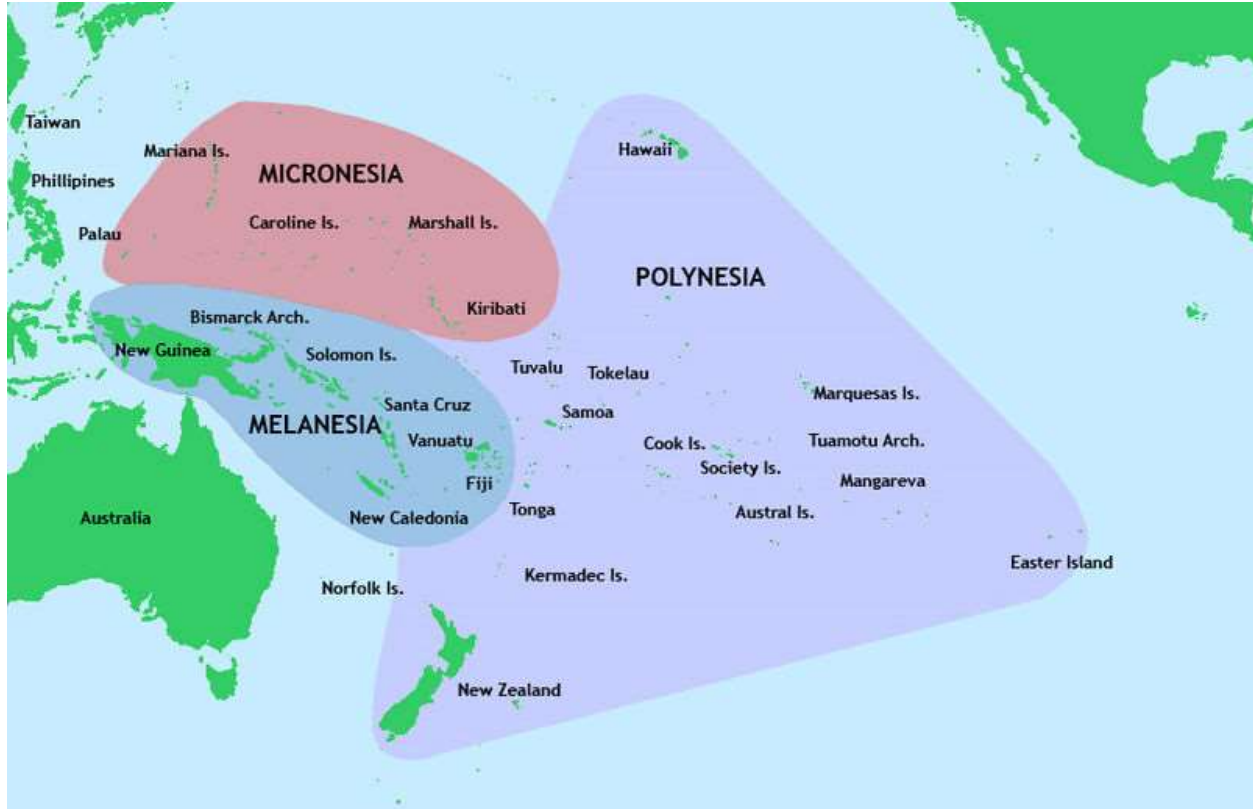 Taiwan
Hawaii
Mariana Is.
MICRONESIA
Phillipines
Caroline Is.
Marshall Is.
Palau
POLYNESIA
Kiribati
Bismarck Arch.
New Guinea
Solomon Is.
Tuvalu
Tokelau
Marquesas Is.
Santa Cruz
Samoa
MELANESIA
Vanuatu
Cook Is.
Tuamotu Arch.
Society Is.
Fiji
Mangareva
Tonga
Austral Is.
Australia
New Caledonia
Easter Island
Kermadec Is.
Norfolk Is.
New Zealand